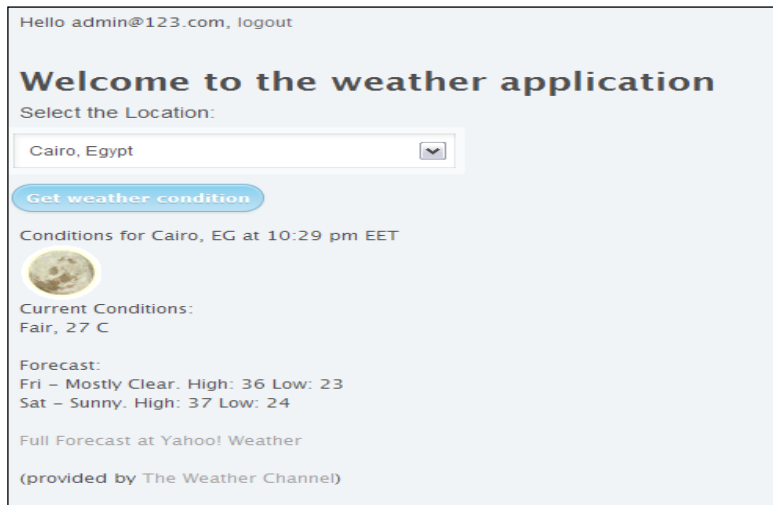 Hello admin@123.com, logout
Welcome to the weather application
Select the Location:
Cairo, Egypt
Get weather condition
Conditions for Cairo, EG at 10:29 pm EET
Current Conditions:
Fair, 27 C
Forecast:
Fri – Mostly Clear. High: 36 Low: 23
Sat – Sunny. High: 37 Low: 24
Full Forecast at Yahoo! Weather
(provided by The Weather Channel)